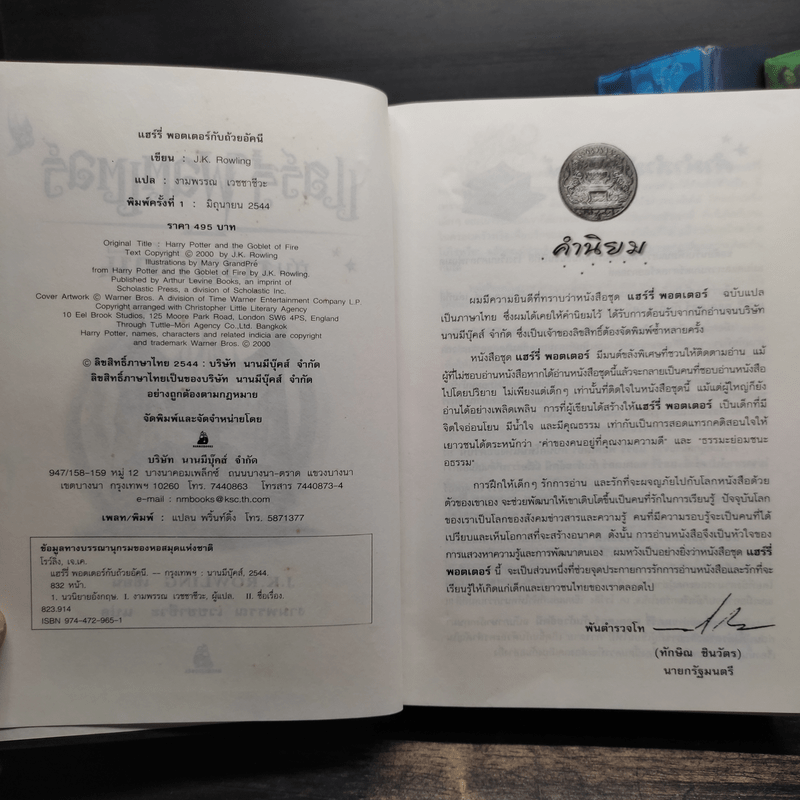 แฮร์รี่ พอตเตอร์กับถ้วยอัคนี
เขียน : J.K. Rowling
แปล : งามพรรณ เวชชาชีวะ
พิมพ์ครั้งที่ 1 : มิถุนายน 2544
ราคา 495 บาท
Original Title : Harry Potter and the Goblet of Fire
Text Copyright © 2000 by J.K. Rowling
Illustrations by Mary GrandPré
from Harry Potter and the Goblet of Fire by J.K. Rowling.
Published by Arthur Levine Books, an imprint of
Scholastic Press, a division of Scholastic Inc.
Cover Artwork © Warner Bros. A division of Time Warner Entertainment Company L.P.
Copyright arranged with Christopher Little Literary Agency
10 Eel Brook Studios, 125 Moore Park Road, London SW6 4PS, England
Through Tuttle-Mori Agency Co.,Ltd. Bangkok
Harry Potter, names, characters and related indicia are copyright
and trademark Warner Bros. © 2000
© ลิขสิทธิ์ภาษาไทย 2544 : บริษัท นานมีบุ๊คส์ จำกัด
ลิขสิทธิ์ภาษาไทยเป็นของบริษัท นานมีบุ๊คส์ จำกัด
อย่างถูกต้องตามกฎหมาย
จัดพิมพ์และจัดจำหน่ายโดย
บริษัท นานมีบุ๊คส์ จำกัด
947/158-159 หมู่ 12 บางนาคอมเพล็กซ์ ถนนบางนา-ตราด แขวงบางนา
เขตบางนา กรุงเทพฯ 10260 โทร. 7440863 โทรสาร 7440873-4
e-mail : nmbooks@ksc.th.com
เพลท/พิมพ์ : แปลน พริ้นท์ติ้ง โทร. 5871377
ข้อมูลทางบรรณานุกรมของหอสมุดแห่งชาติ
โรว์ลิ่ง, เจ.เค.
แฮร์รี่ พอตเตอร์กับถ้วยอัคนี. — กรุงเทพฯ : นานมีบุ๊คส์, 2544.
832 หน้า.
1. นวนิยายอังกฤษ. I. งามพรรณ เวชชาชีวะ, ผู้แปล. II. ชื่อเรื่อง.
823.914
ISBN 974-472-965-1
คำนิยม
ผมมีความยินดีที่ทราบว่าหนังสือชุด แฮร์รี่ พอตเตอร์ ฉบับแปล
เป็นภาษาไทย ซึ่งผมได้เคยให้คำนิยมไว้ ได้รับการต้อนรับจากนักอ่านจนบริษัท
นานมีบุ๊คส์ จำกัด ซึ่งเป็นเจ้าของลิขสิทธิ์ต้องจัดพิมพ์ซ้ำหลายครั้ง
หนังสือชุด แฮร์รี่ พอตเตอร์ มีมนต์ขลังพิเศษที่ชวนให้ติดตามอ่าน แม้
ผู้ที่ไม่ชอบอ่านหนังสือหากได้อ่านหนังสือชุดนี้แล้วจะกลายเป็นคนที่ชอบอ่านหนังสือ
ไปโดยปริยาย ไม่เพียงแต่เด็กๆ เท่านั้นที่ติดใจในหนังสือชุดนี้ แม้แต่ผู้ใหญ่ก็ยัง
อ่านได้อย่างเพลิดเพลิน การที่ผู้เขียนได้สร้างให้แฮร์รี่ พอตเตอร์ เป็นเด็กที่มี
จิตใจอ่อนโยน มีน้ำใจ และมีคุณธรรม เท่ากับเป็นการสอดแทรกคติสอนใจให้
เยาวชนได้ตระหนักว่า "ค่าของคนอยู่ที่คุณงามความดี" และ "ธรรมะย่อมชนะ
อธรรม"
การฝึกให้เด็กๆ รักการอ่าน และรักที่จะผจญภัยไปกับโลกหนังสือด้วย
ตัวของเขาเอง จะช่วยพัฒนาให้เขาเติบโตขึ้นเป็นคนที่รักในการเรียนรู้ ปัจจุบันโลก
ของเราเป็นโลกของสังคมข่าวสารและความรู้ คนที่มีความรอบรู้จะเป็นคนที่ได้
เปรียบและเห็นโอกาสที่จะสร้างอนาคต ดังนั้น การอ่านหนังสือจึงเป็นหัวใจของ
การแสวงหาความรู้และการพัฒนาตนเอง ผมหวังเป็นอย่างยิ่งว่าหนังสือชุด แฮร์รี่
พอตเตอร์ นี้ จะเป็นส่วนหนึ่งที่ช่วยจุดประกายการรักการอ่านหนังสือและรักที่จะ
เรียนรู้ให้เกิดแก่เด็กและเยาวชนไทยของเราตลอดไป
พันตำรวจโท
(ทักษิณ ชินวัตร)
นายกรัฐมนตรี